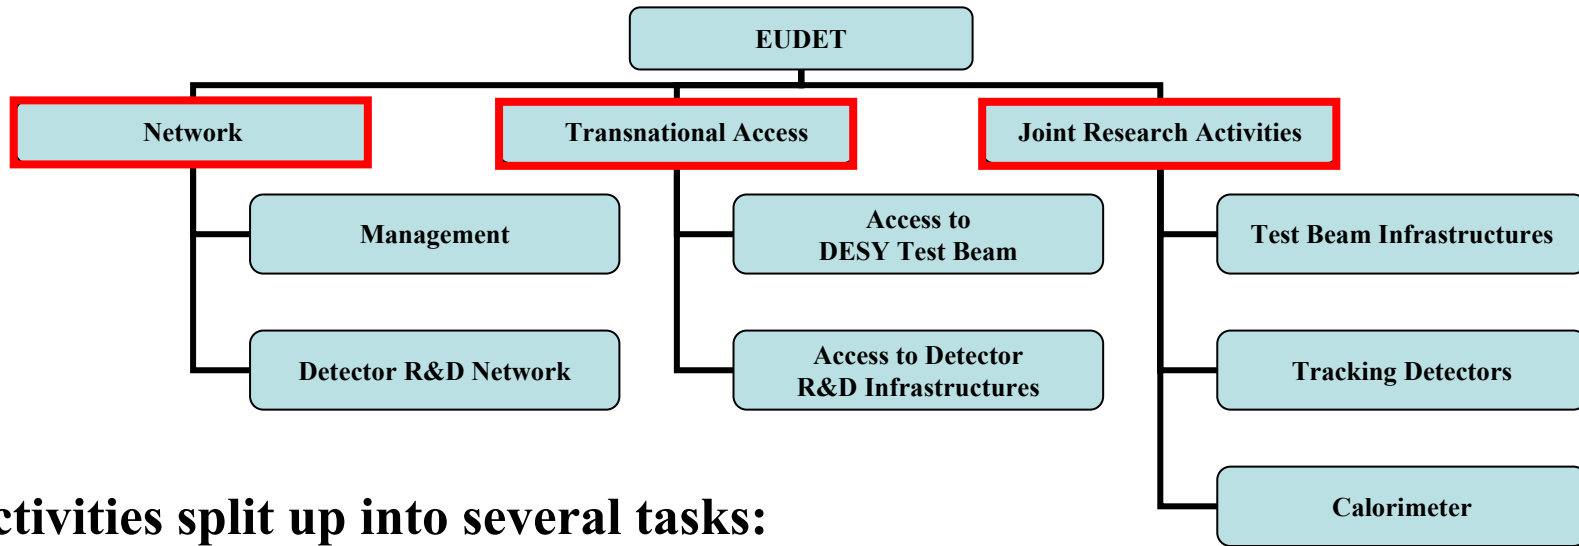 EUDET
Network
Transnational Access
Joint Research Activities
Management
Access to
DESY Test Beam
Test Beam Infrastructures
Detector R&D Network
Access to Detector
R&D Infrastructures
Tracking Detectors
Calorimeter
ctivities split up into several tasks: